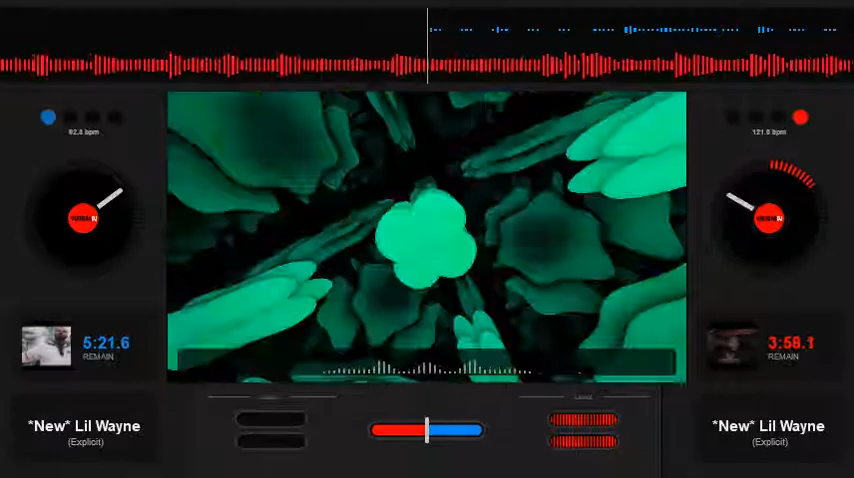 92.8 bpm
121.0 bpm
5:21.6
REMAIN
3:58.1
REMAIN
*New* Lil Wayne
(Explicit)
*New* Lil Wayne
(Explicit)